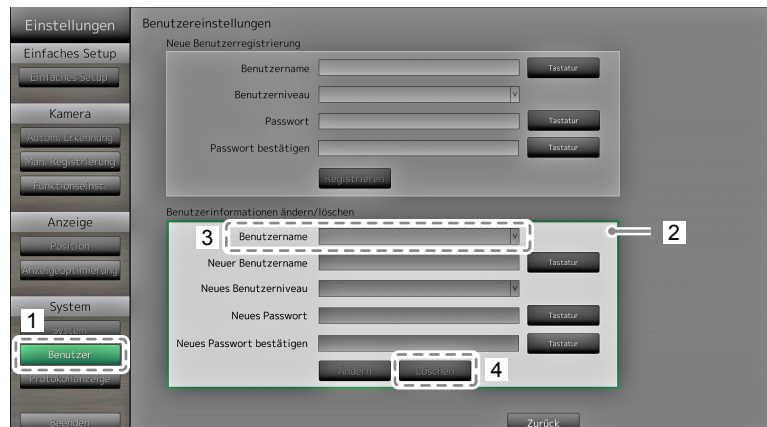 Einstellungen
Einfaches Setup
Einfaches Setup
Kamera
Autom. Erkennung
Man. Registrierung
Funktionseinst.
Anzeige
Position
Anzeigeoptimierung
System
1
System
Benutzer
Protokollanzeige
Beenden
Benutzereinstellungen
Neue Benutzerregistrierung
Benutzername Tastatur
Benutzerniveau
Passwort Tastatur
Passwort bestätigen Tastatur
Registrieren
Benutzerinformationen ändern/löschen
2
3 Benutzername
Neuer Benutzername Tastatur
Neues Benutzerniveau
Neues Passwort Tastatur
Neues Passwort bestätigen Tastatur
Ändern Löschen 4
Zurück